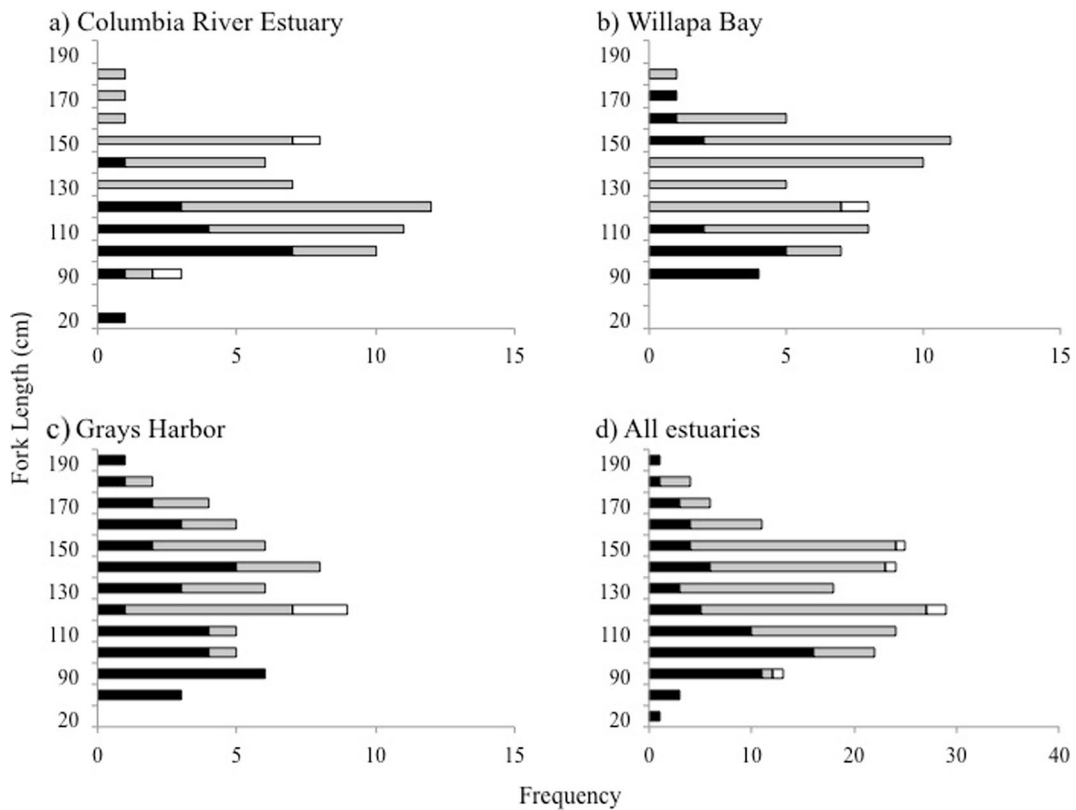 a) Columbia River Estuary
190
170
150
130
110
90
20
0 5 10 15
b) Willapa Bay
190
170
150
130
110
90
20
0 5 10 15
Fork Length (cm)
c) Grays Harbor
190
170
150
130
110
90
20
0 5 10 15
d) All estuaries
190
170
150
130
110
90
20
0 10 20 30 40
Frequency